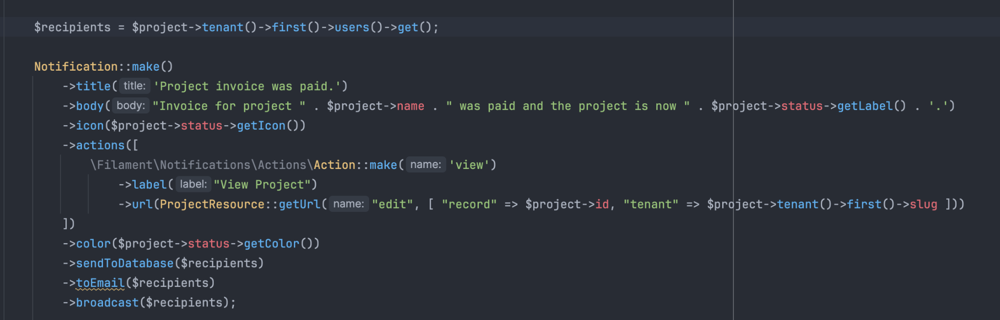 $recipients = $project->tenant()->first()->users()->get();
Notification::make()
->title( title: 'Project invoice was paid.')
->body( body: "Invoice for project " . $project->name . " was paid and the project is now " . $project->status->getLabel() . '.')
->icon($project->status->getIcon())
->actions([
\Filament\Notifications\Actions\Action::make( name: 'view')
->label( label: "View Project")
->url(ProjectResource::getUrl( name: "edit", [ "record" => $project->id, "tenant" => $project->tenant()->first()->slug ]))
])
->color($project->status->getColor())
->sendToDatabase($recipients)
->toEmail($recipients)
->broadcast($recipients);